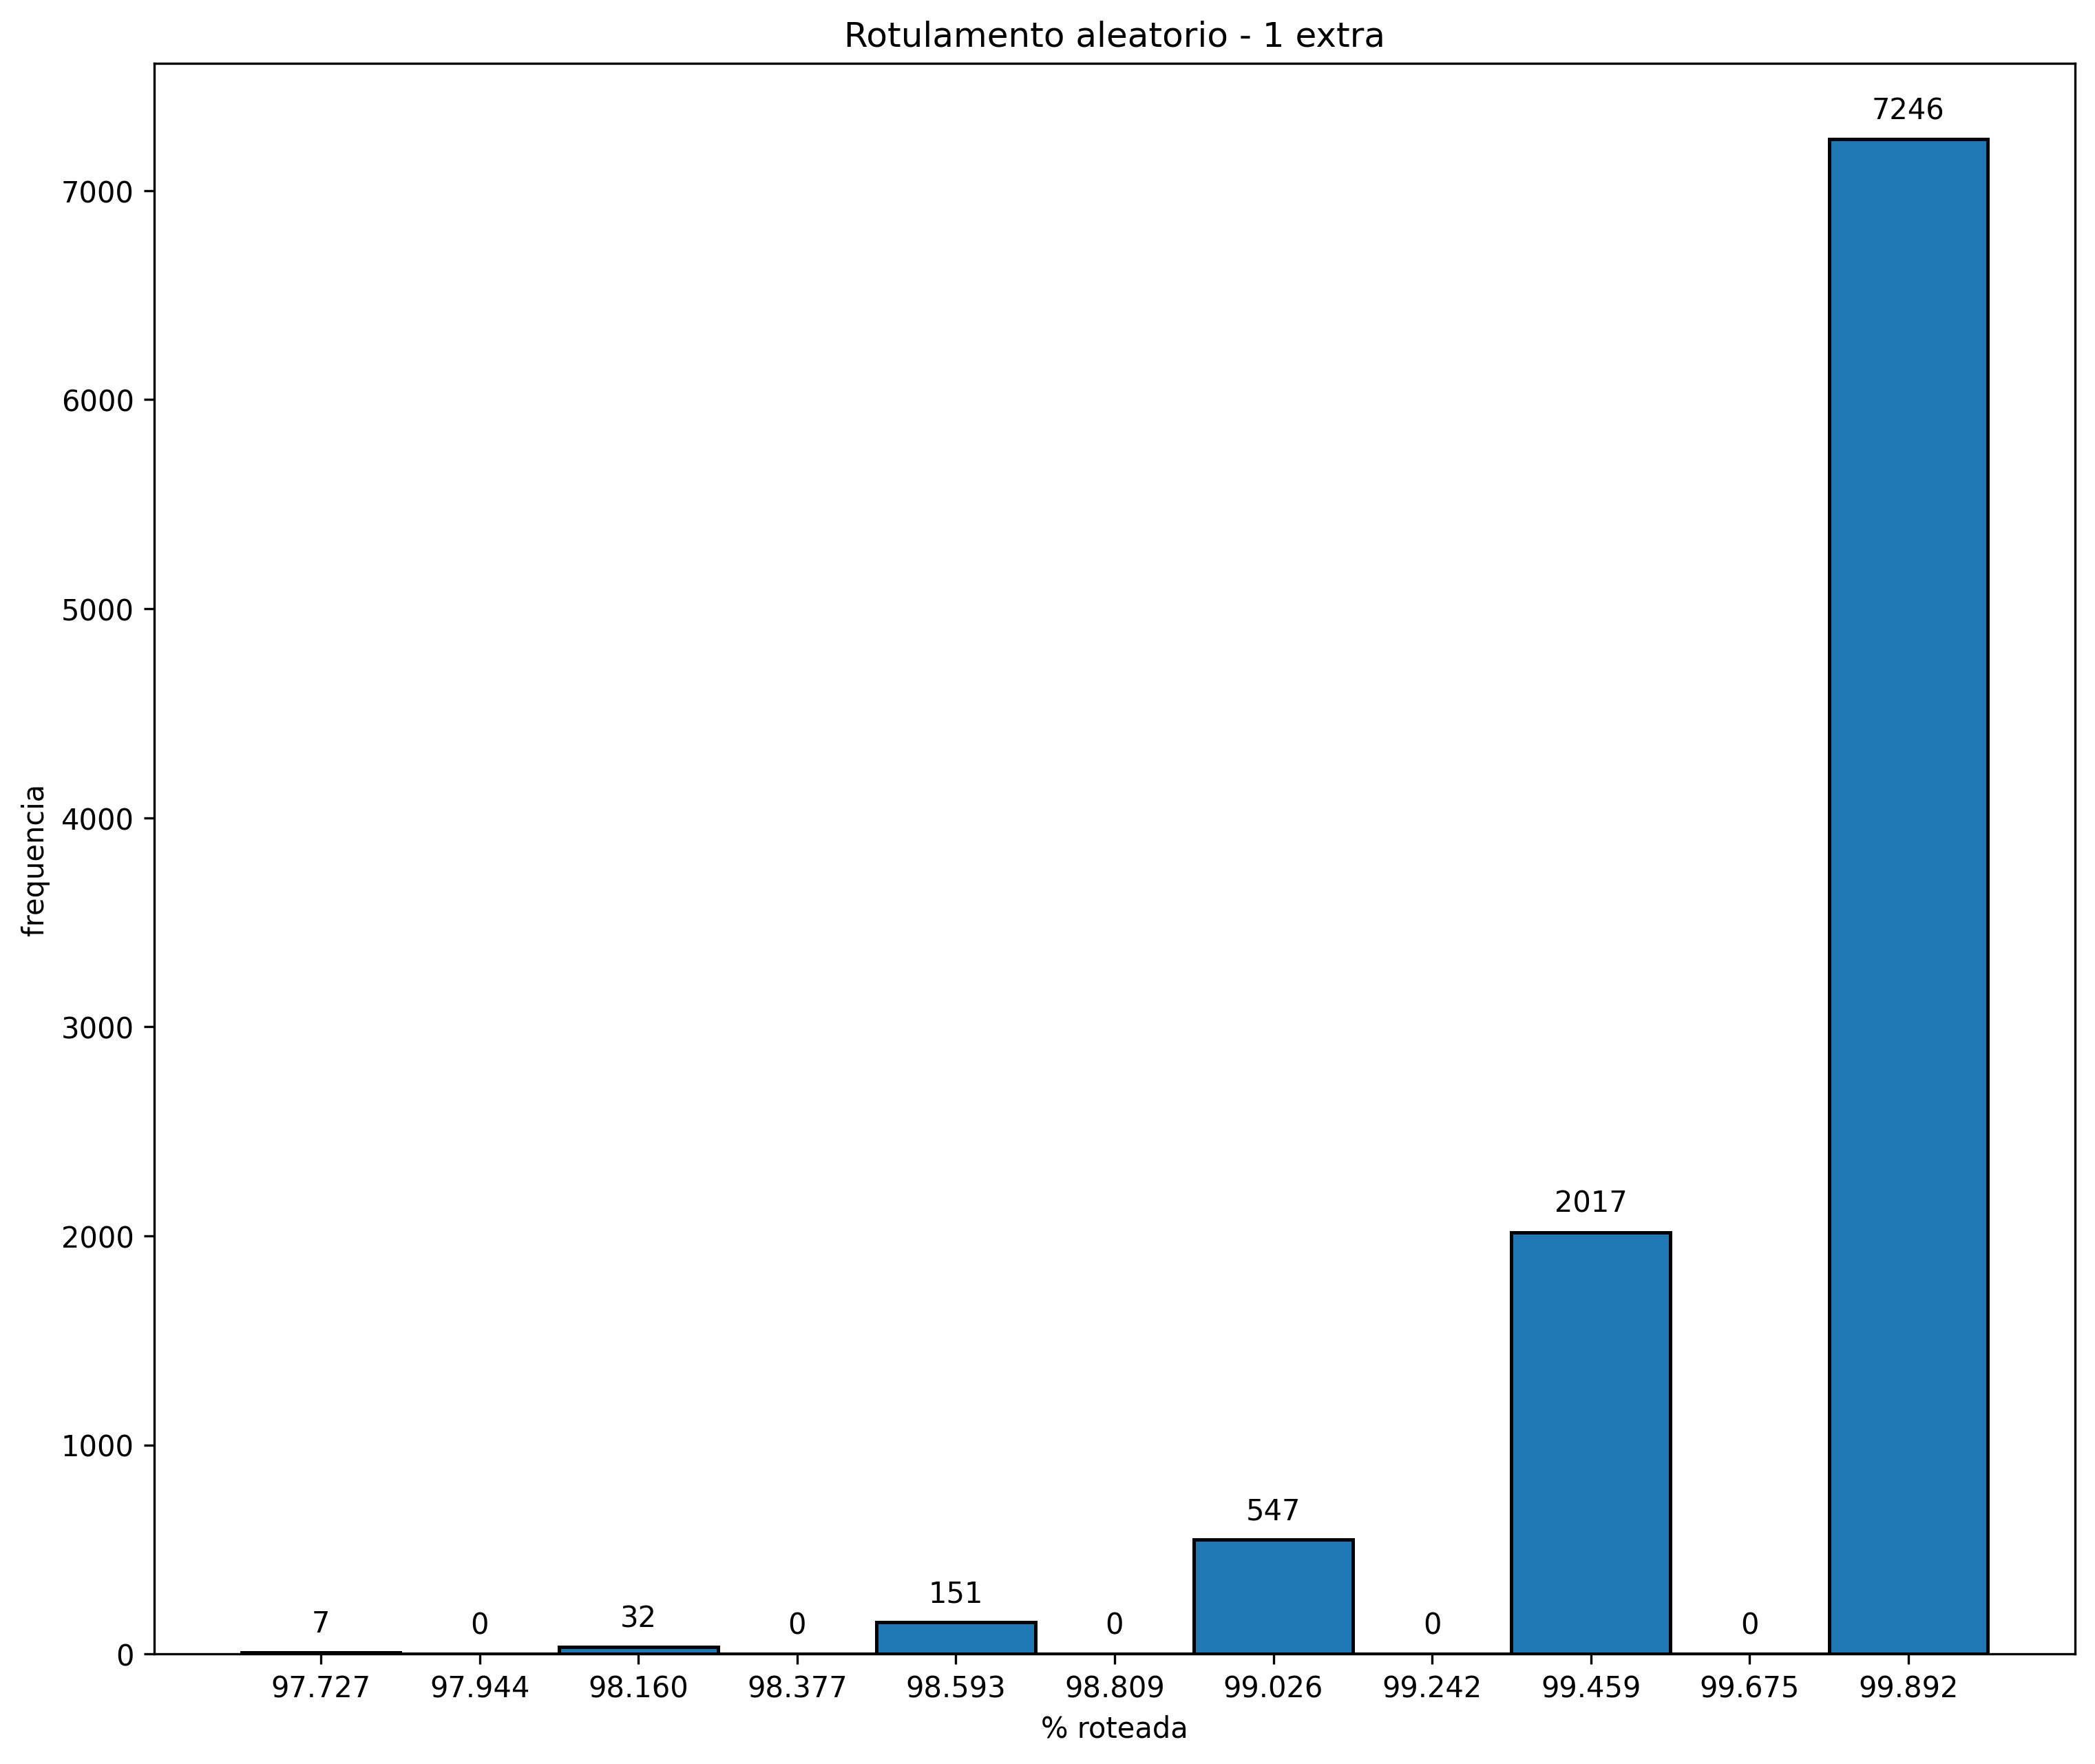 Rotulamento aleatorio - 1 extra
frequencia
7000
6000
5000
4000
3000
2000
1000
0
7 0 32 0 151 0 547 0 2017 0 7246
97.727 97.944 98.160 98.377 98.593 98.809 99.026 99.242 99.459 99.675 99.892
% roteada